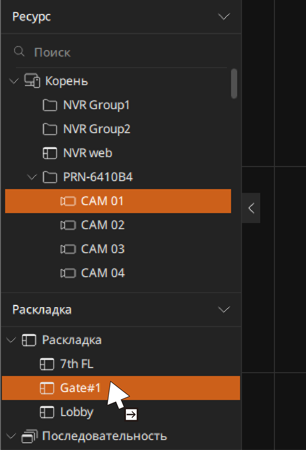 Ресурс
Поиск
Корень
NVR Group1
NVR Group2
NVR web
PRN-6410B4
CAM 01
CAM 02
CAM 03
CAM 04
Раскладка
Раскладка
7th FL
Gate#1
Lobby
Последовательность